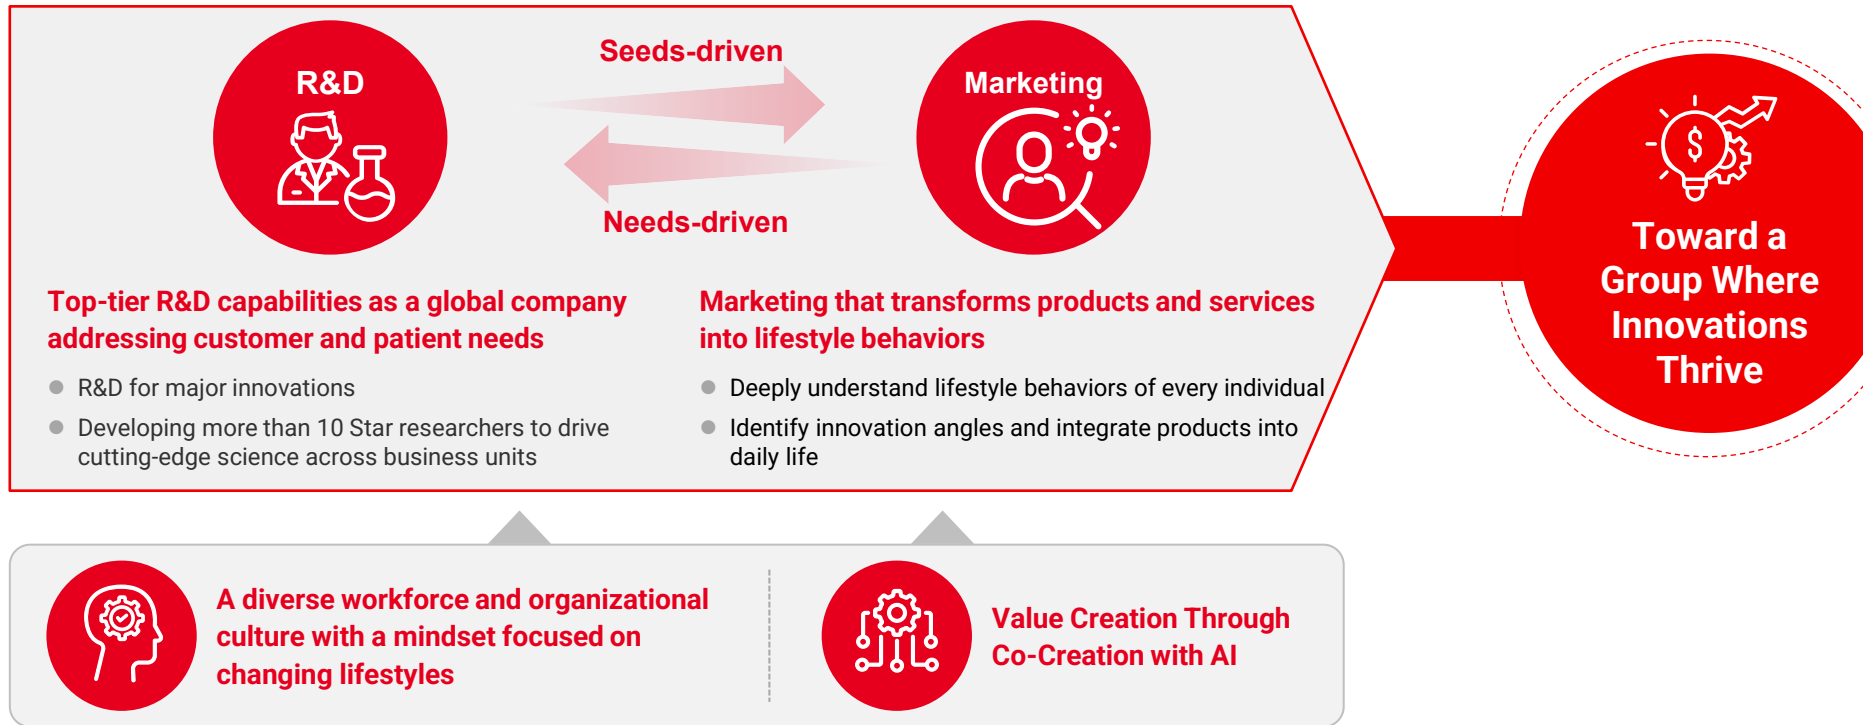 R&D
Seeds-driven
Needs-driven
Marketing
Top-tier R&D capabilities as a global company
addressing customer and patient needs
R&D for major innovations
Developing more than 10 Star researchers to drive
cutting-edge science across business units
Marketing that transforms products and services
into lifestyle behaviors
Deeply understand lifestyle behaviors of every individual
Identify innovation angles and integrate products into
daily life
$
Toward a
Group Where
Innovations
Thrive
A diverse workforce and organizational
culture with a mindset focused on
changing lifestyles
Value Creation Through
Co-Creation with AI